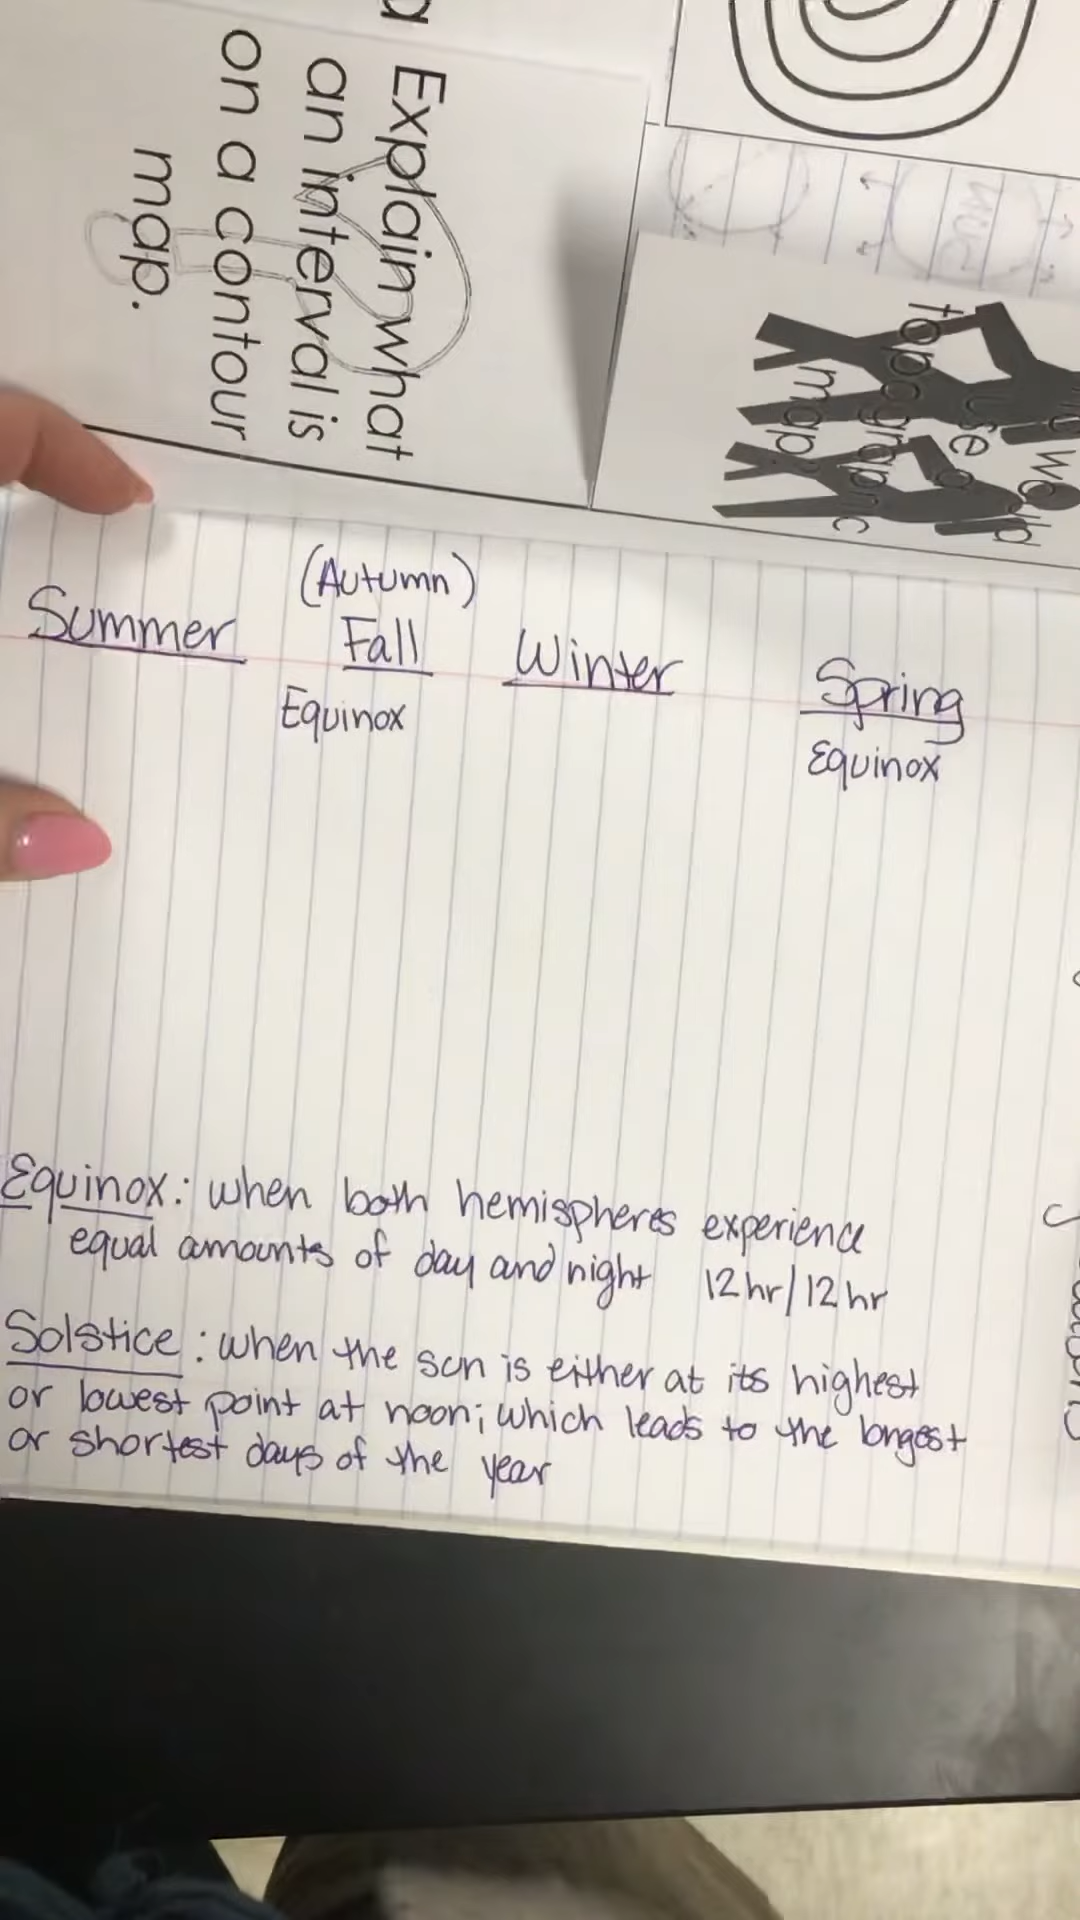 Explain what
an interval is
on a contour
map.
use a
topographic
map
(Autumn)
Summer Fall Winter Spring
Equinox Equinox
Equinox: when both hemispheres experience
equal amounts of day and night 12hr/12hr
Solstice: when the sun is either at its highest
or lowest point at noon; which leads to the longest
or shortest days of the year